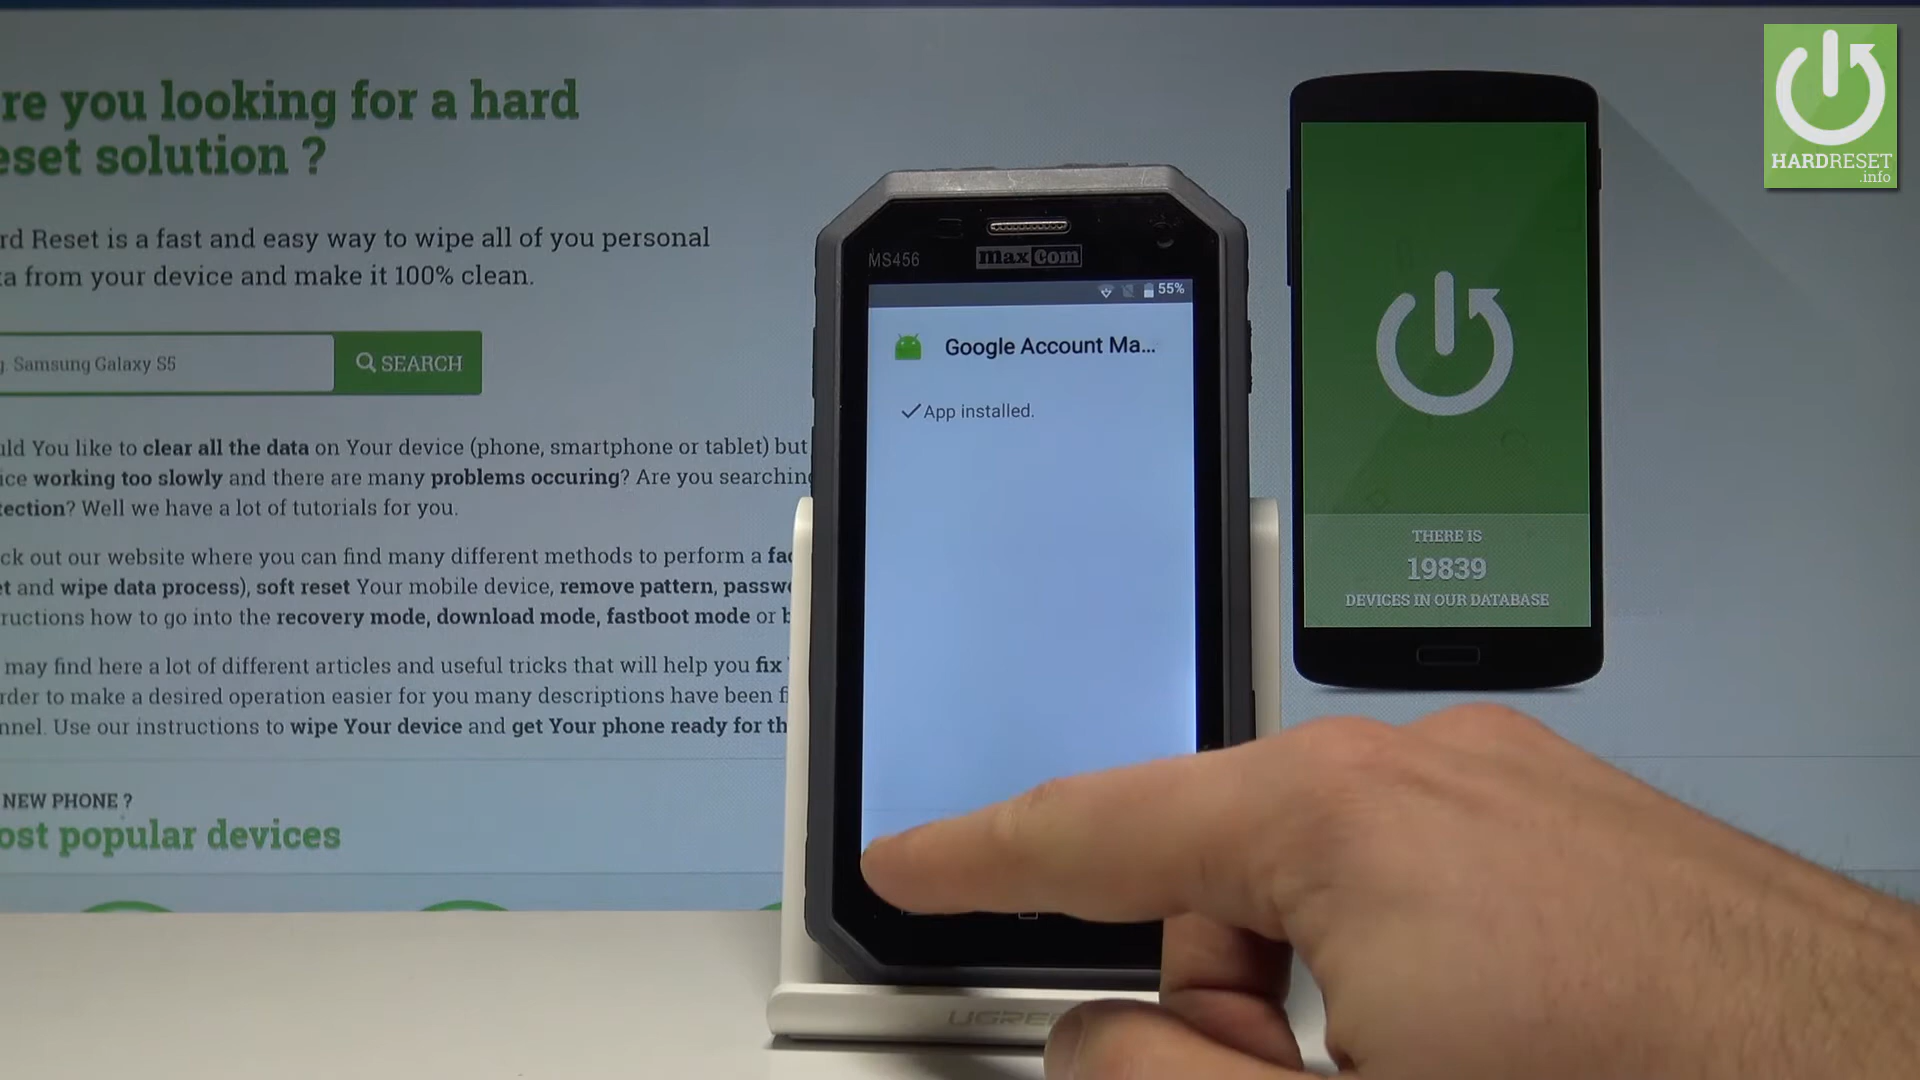 re you looking for a hard
eset solution ?
rd Reset is a fast and easy way to wipe all of you personal
a from your device and make it 100% clean.
g. Samsung Galaxy S5
SEARCH
uld You like to clear all the data on Your device (phone, smartphone or tablet) but
ice working too slowly and there are many problems occuring? Are you searching
tection? Well we have a lot of tutorials for you.
ck out our website where you can find many different methods to perform a fac
et and wipe data process), soft reset Your mobile device, remove pattern, passw
ructions how to go into the recovery mode, download mode, fastboot mode or b
may find here a lot of different articles and useful tricks that will help you fix
rder to make a desired operation easier for you many descriptions have been fi
nnel. Use our instructions to wipe Your device and get Your phone ready for th
NEW PHONE ?
ost popular devices
MS456
maxcom
55%
Google Account Ma...
App installed.
UGREE
THERE IS
19839
DEVICES IN OUR DATABASE
HARDRESET
.info